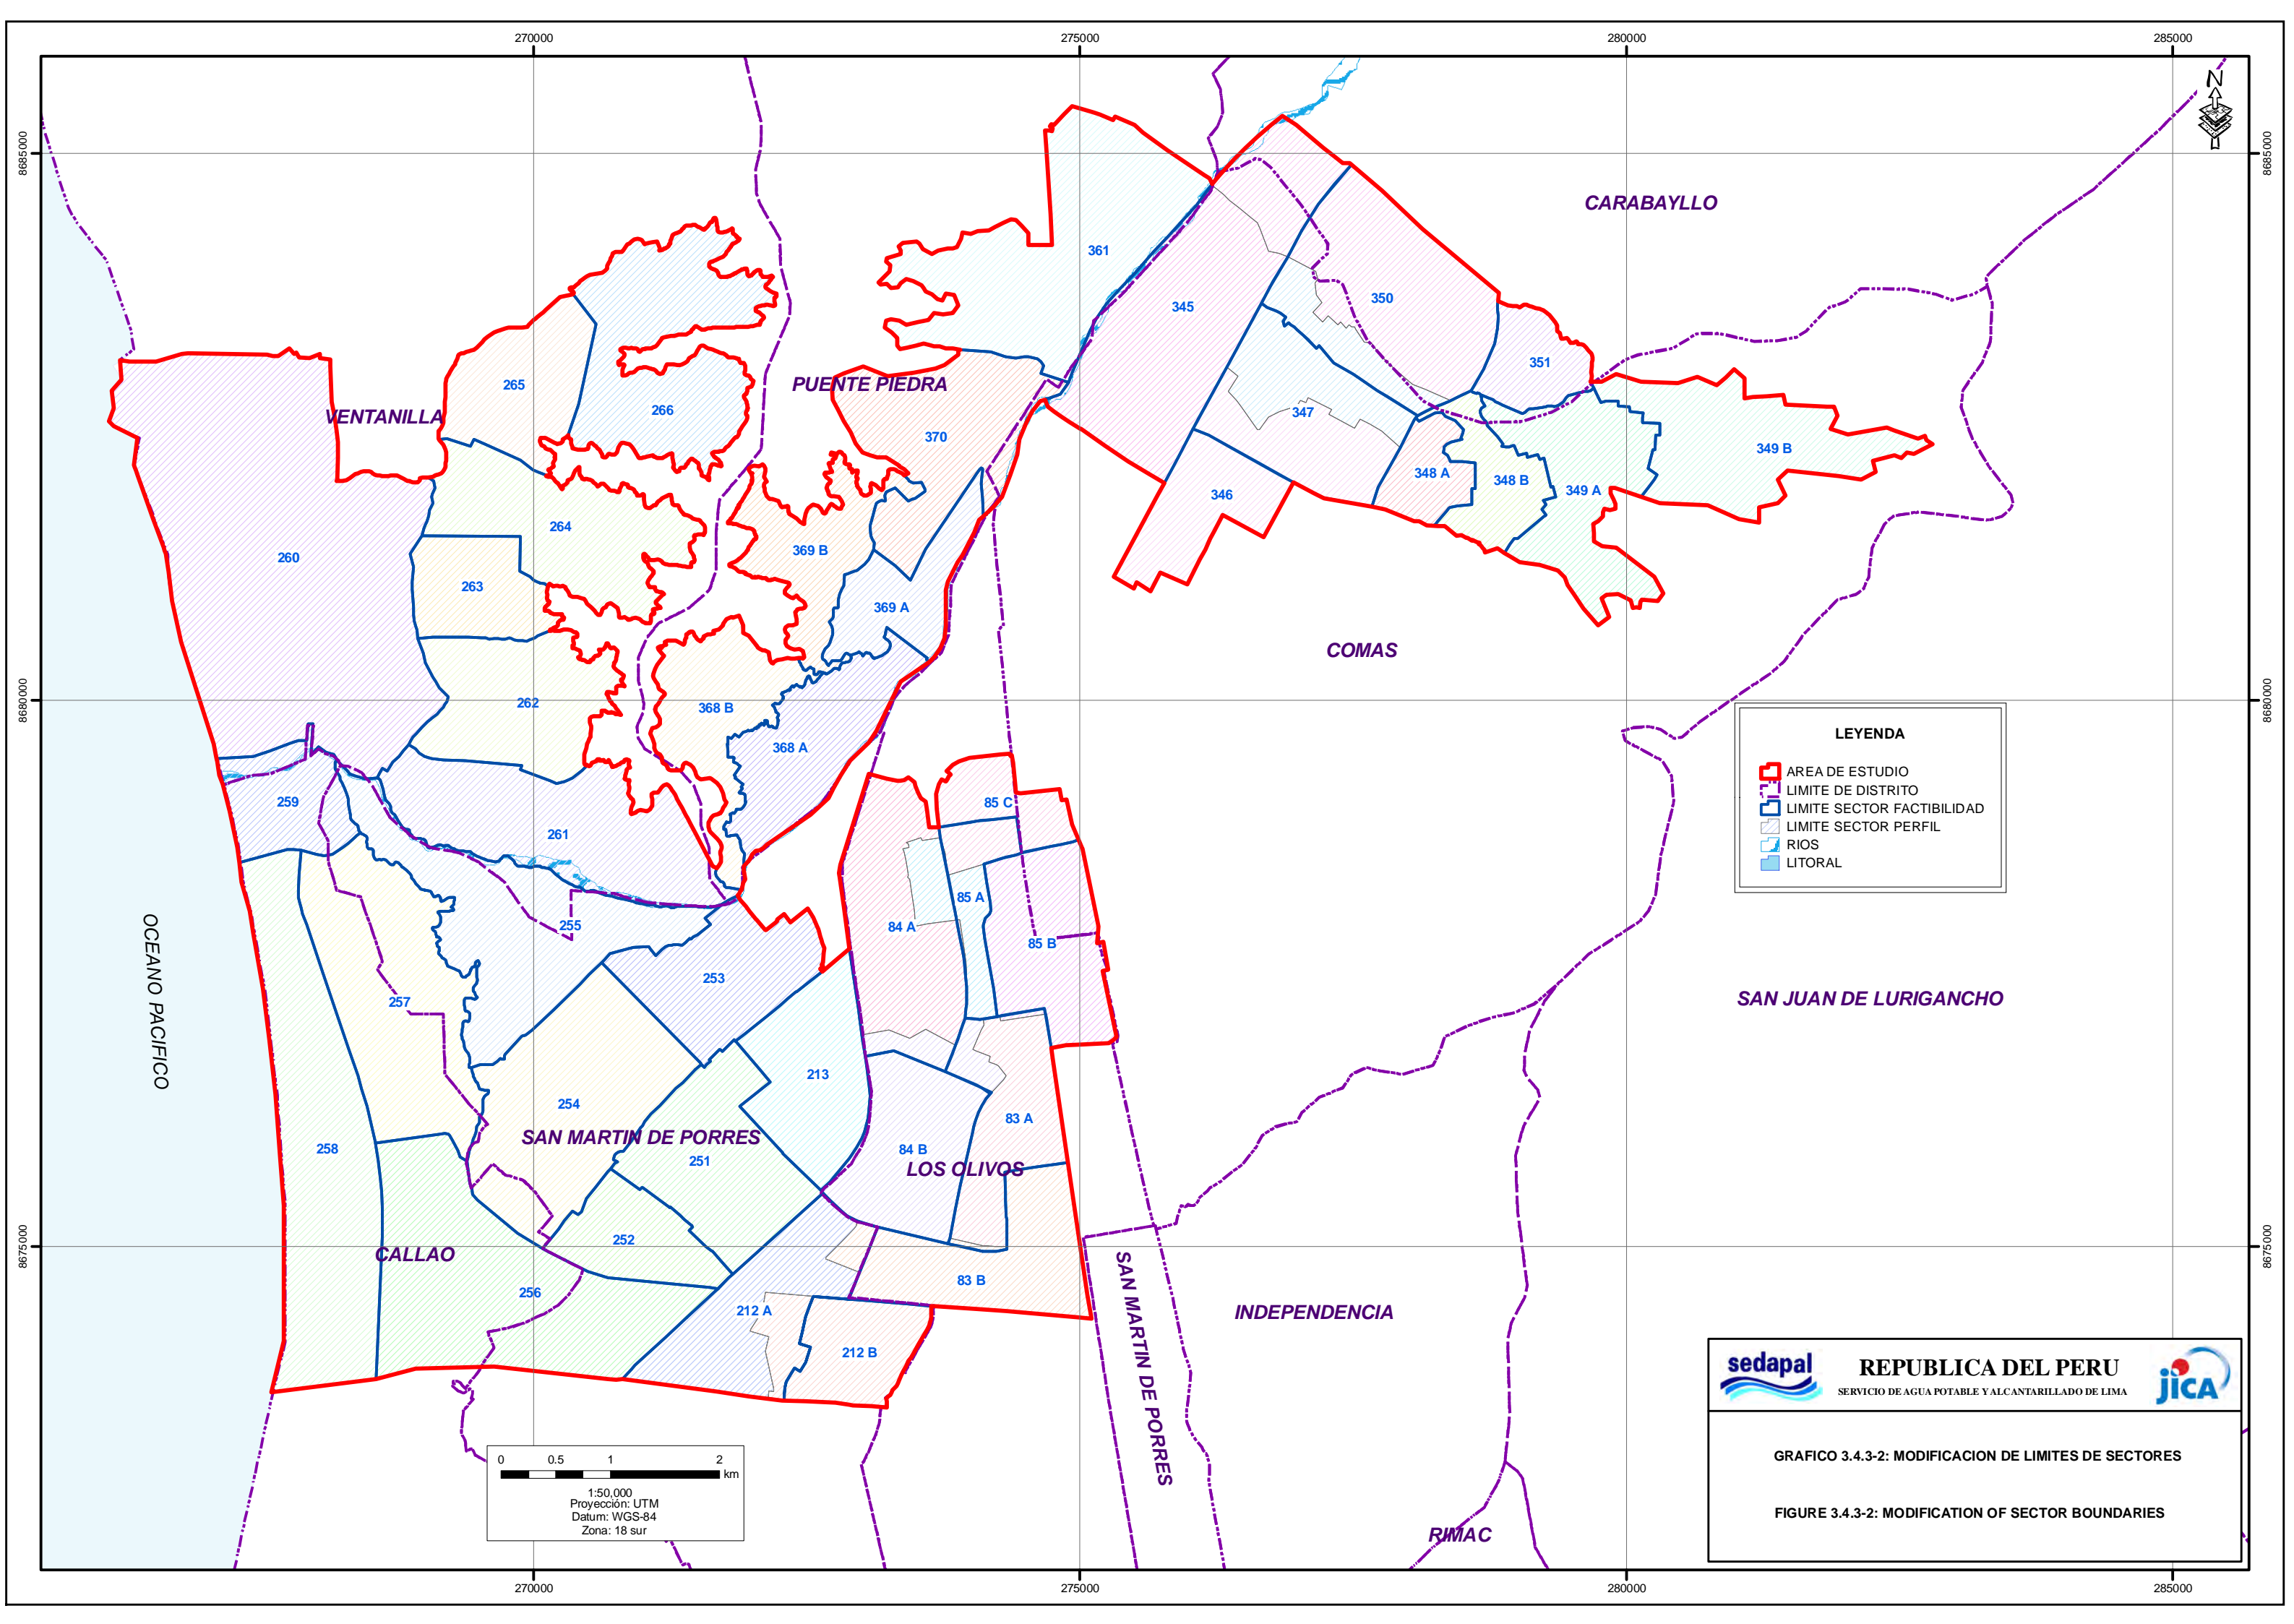 270000
275000
280000
285000
8685000
8685000
N
CARABAYLLO
361
345
350
351
265
266
PUENTE PIEDRA
VENTANILLA
347
370
349 B
348 A
348 B
349 A
346
264
260
369 B
263
369 A
COMAS
8680000
8680000
262
368 B
368 A
LEYENDA
AREA DE ESTUDIO
LIMITE DE DISTRITO
LIMITE SECTOR FACTIBILIDAD
LIMITE SECTOR PERFIL
RIOS
LITORAL
259
85 C
261
85 A
255
84 A
85 B
253
257
OCEANO PACIFICO
SAN JUAN DE LURIGANCHO
213
254
83 A
SAN MARTIN DE PORRES
258
251
84 B
LOS OLIVOS
8675000
8675000
252
CALLAO
83 B
256
212 A
INDEPENDENCIA
212 B
SAN MARTIN DE PORRES
sedapal
REPUBLICA DEL PERU
SERVICIO DE AGUA POTABLE Y ALCANTARILLADO DE LIMA
jICA
0 0.5 1 2
km
1:50,000
Proyección: UTM
Datum: WGS-84
Zona: 18 sur
GRAFICO 3.4.3-2: MODIFICACION DE LIMITES DE SECTORES
FIGURE 3.4.3-2: MODIFICATION OF SECTOR BOUNDARIES
RIMAC
270000
275000
280000
285000